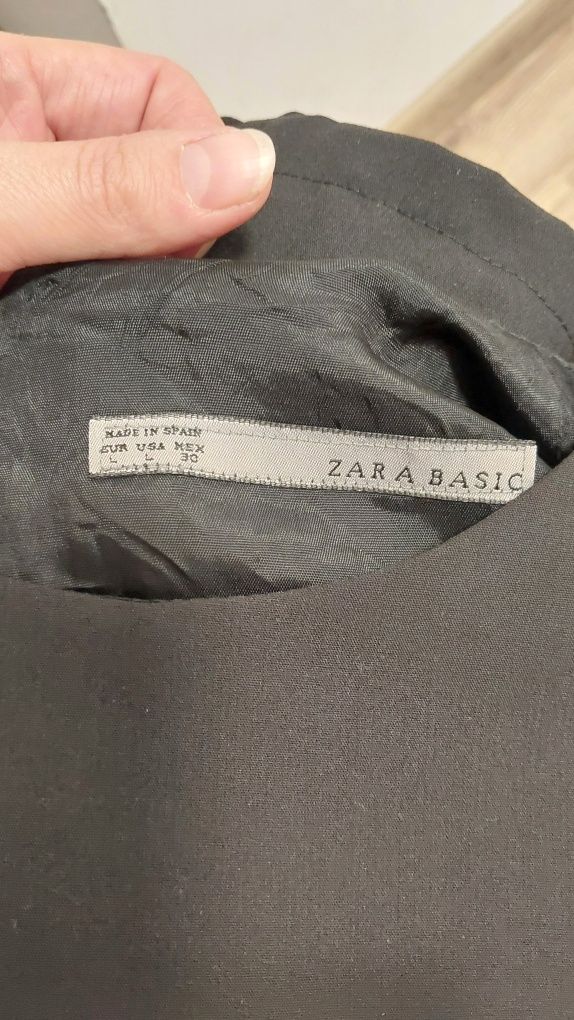 MADE IN SPAIN
EUR USA MEX
L L 30
ZARA BASIC